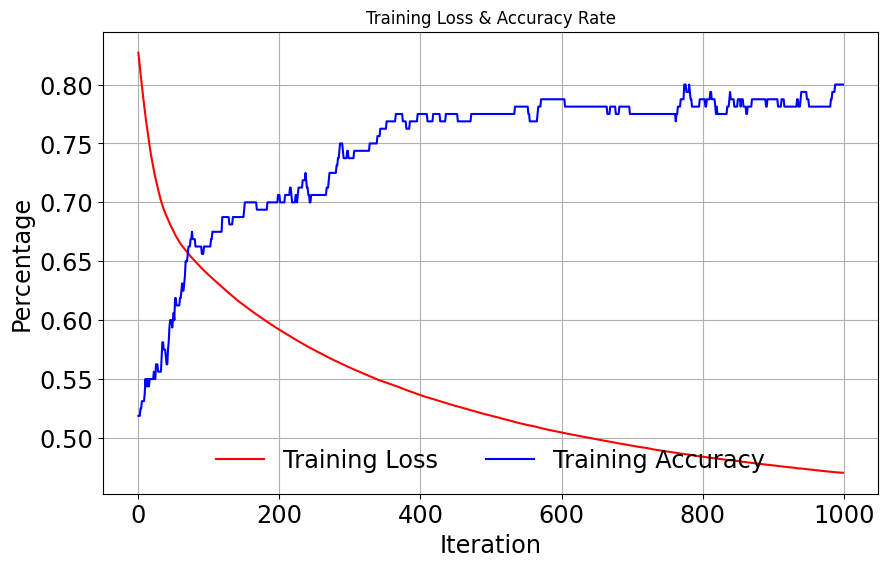 Training Loss & Accuracy Rate
Percentage
0.80
0.75
0.70
0.65
0.60
0.55
0.50
Training Loss
Training Accuracy
0
200
400
600
800
1000
Iteration